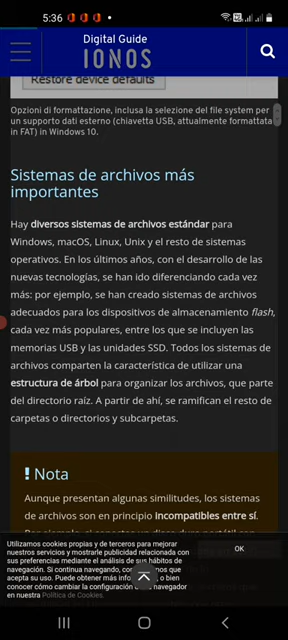 5:36
Digital Guide
IONOS
Restore device defaults
Opzioni di formattazione, inclusa la selezione del file system per
un supporto dati esterno (chiavetta USB, attualmente formattata
in FAT) in Windows 10.
Sistemas de archivos más
importantes
Hay diversos sistemas de archivos estándar para
Windows, macOS, Linux, Unix y el resto de sistemas
operativos. En los últimos años, con el desarrollo de las
nuevas tecnologías, se han ido diferenciando cada vez
más: por ejemplo, se han creado sistemas de archivos
adecuados para los dispositivos de almacenamiento flash,
cada vez más populares, entre los que se incluyen las
memorias USB y las unidades SSD. Todos los sistemas de
archivos comparten la característica de utilizar una
estructura de árbol para organizar los archivos, que parte
del directorio raíz. A partir de ahí, se ramifican el resto de
carpetas o directorios y subcarpetas.
! Nota
Aunque presentan algunas similitudes, los sistemas
de archivos son en principio incompatibles entre sí.
Utilizamos cookies propias y de terceros para mejorar
nuestros servicios y mostrarle publicidad relacionada con
sus preferencias mediante el análisis de sus hábitos de
navegación. Si continua navegando, que
acepta su uso. Puede obtener más o bien
conocer cómo cambiar la configuración navegador
en nuestra Política de Cookies.
OK